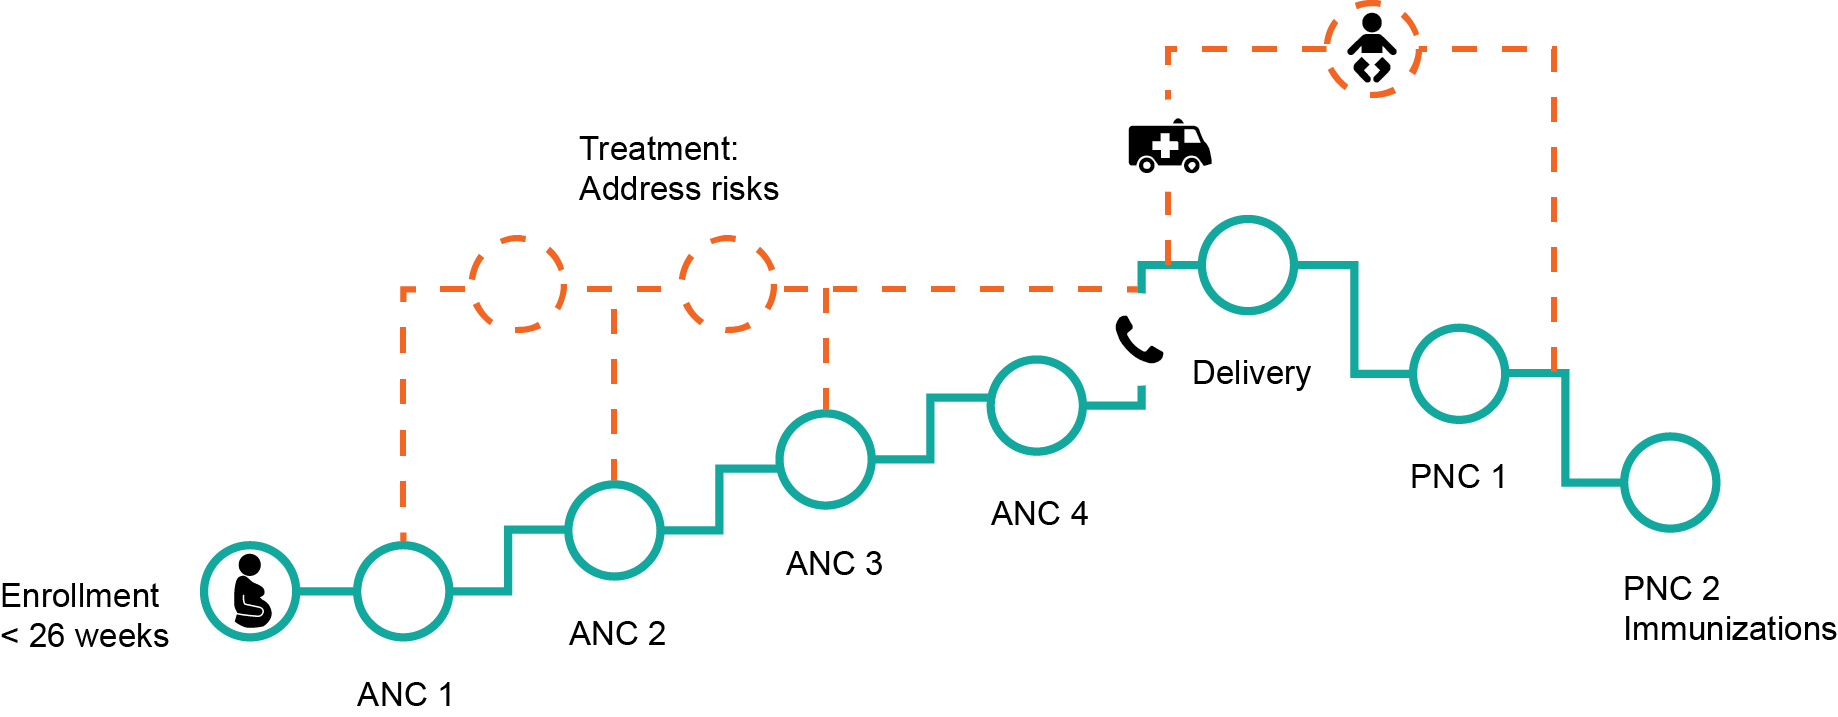 Treatment:
Address risks
Enrollment
< 26 weeks
ANC 1
ANC 2
ANC 3
ANC 4
Delivery
PNC 1
PNC 2
Immunizations